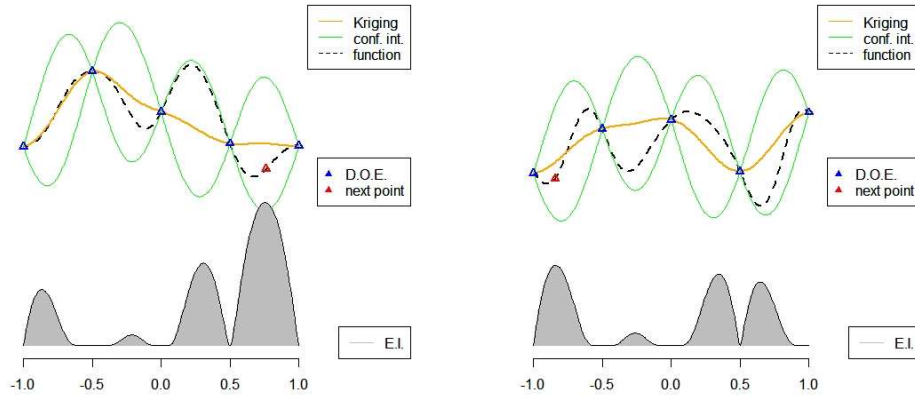 Kriging
conf. int.
function
D.O.E.
next point
E.I.
-1.0 -0.5 0.0 0.5 1.0
Kriging
conf. int.
function
D.O.E.
next point
E.I.
-1.0 -0.5 0.0 0.5 1.0